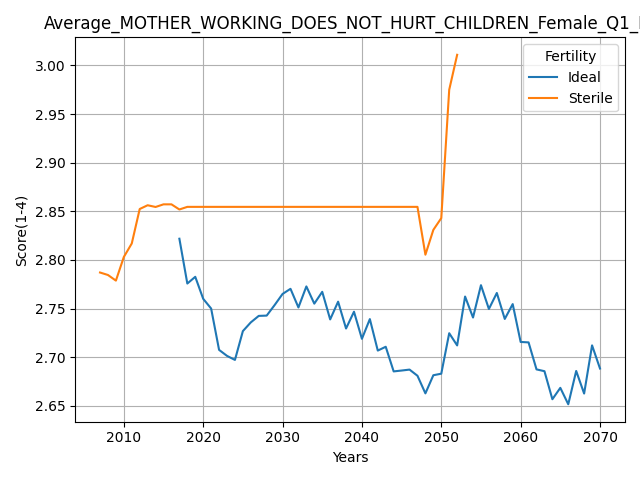 Average_MOTHER_WORKING_DOES_NOT_HURT_CHILDREN_Female_Q1_
Fertility
Ideal
Sterile
3.00
2.95
2.90
2.85
2.80
2.75
2.70
2.65
Score(1-4)
2010 2020 2030 2040 2050 2060 2070
Years